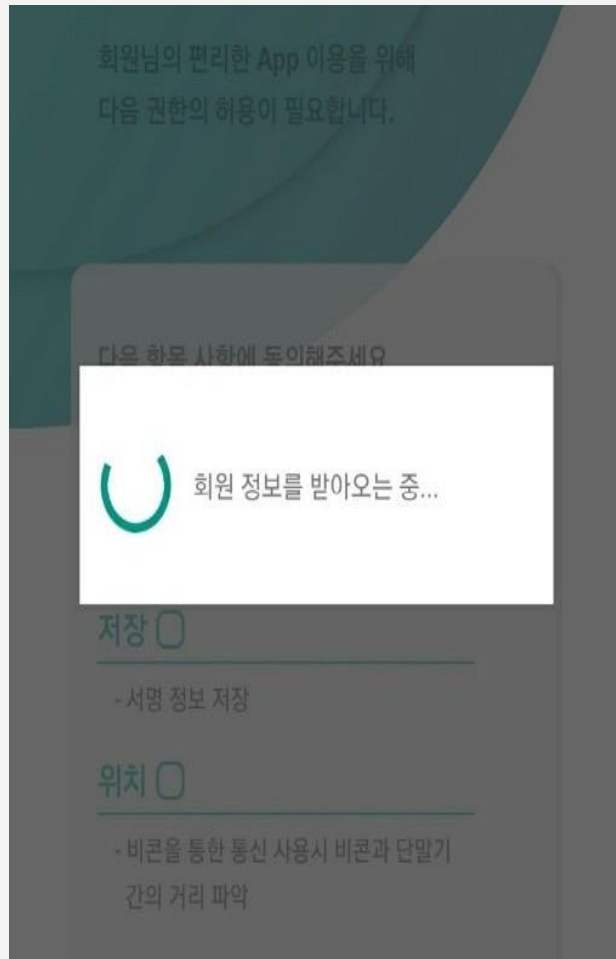 회원님의 편리한 App 이용을 위해
다음 권한의 허용이 필요합니다.
다음 항목 사항에 동의해주세요
회원 정보를 받아오는 중...
저장
- 서명 정보 저장
위치
- 비콘을 통한 통신 사용시 비콘과 단말기
간의 거리 파악